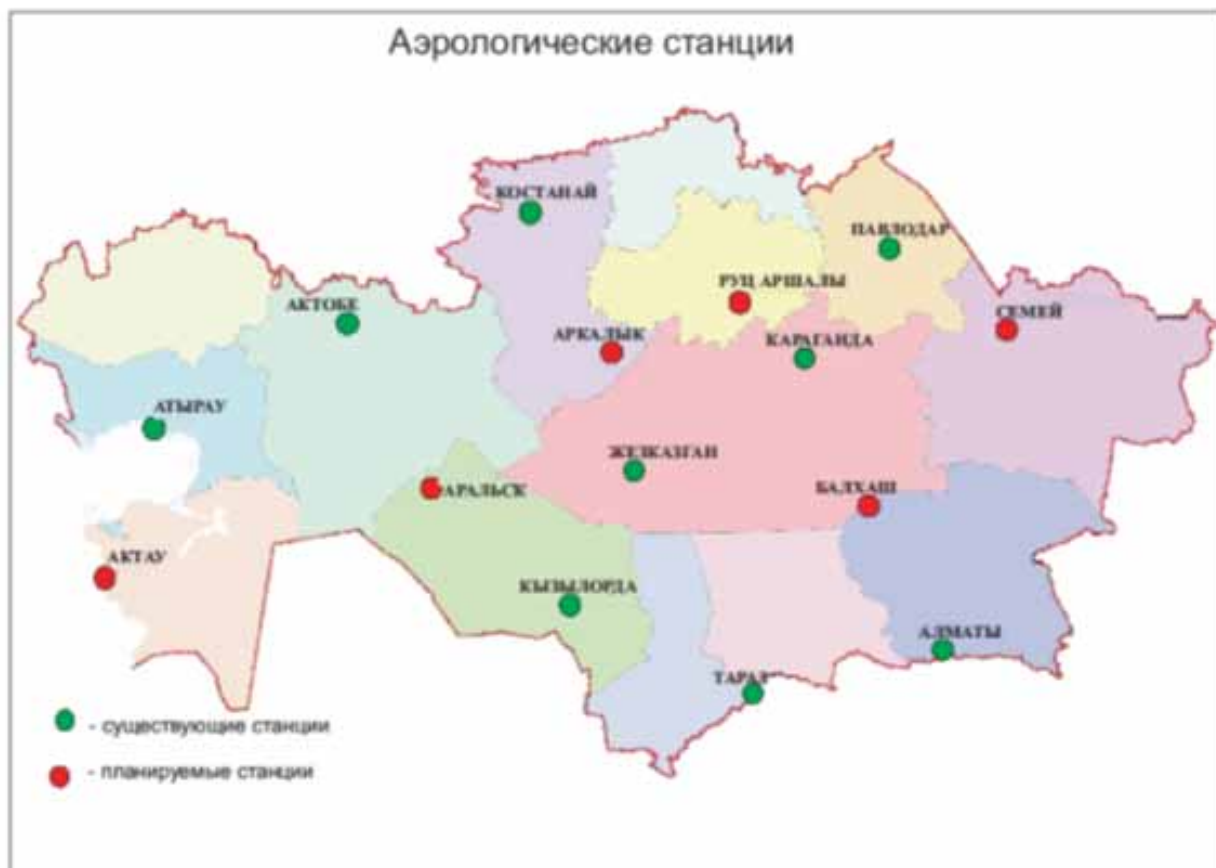 Аэрологические станции
КОСТАНАЙ
ПАВЛОДАР
РУЦ АРШАЛЫ
АКТОБЕ
СЕМЕЙ
АРКАЛЫК
КАРАГАНДА
АТЫРАУ
ЖЕЗКАЗГАН
БАЛХАШ
АРАЛЬСК
АКТАУ
КЫЗЫЛОРДА
АЛМАТЫ
ТАРАЗ
- существующие станции
- планируемые станции